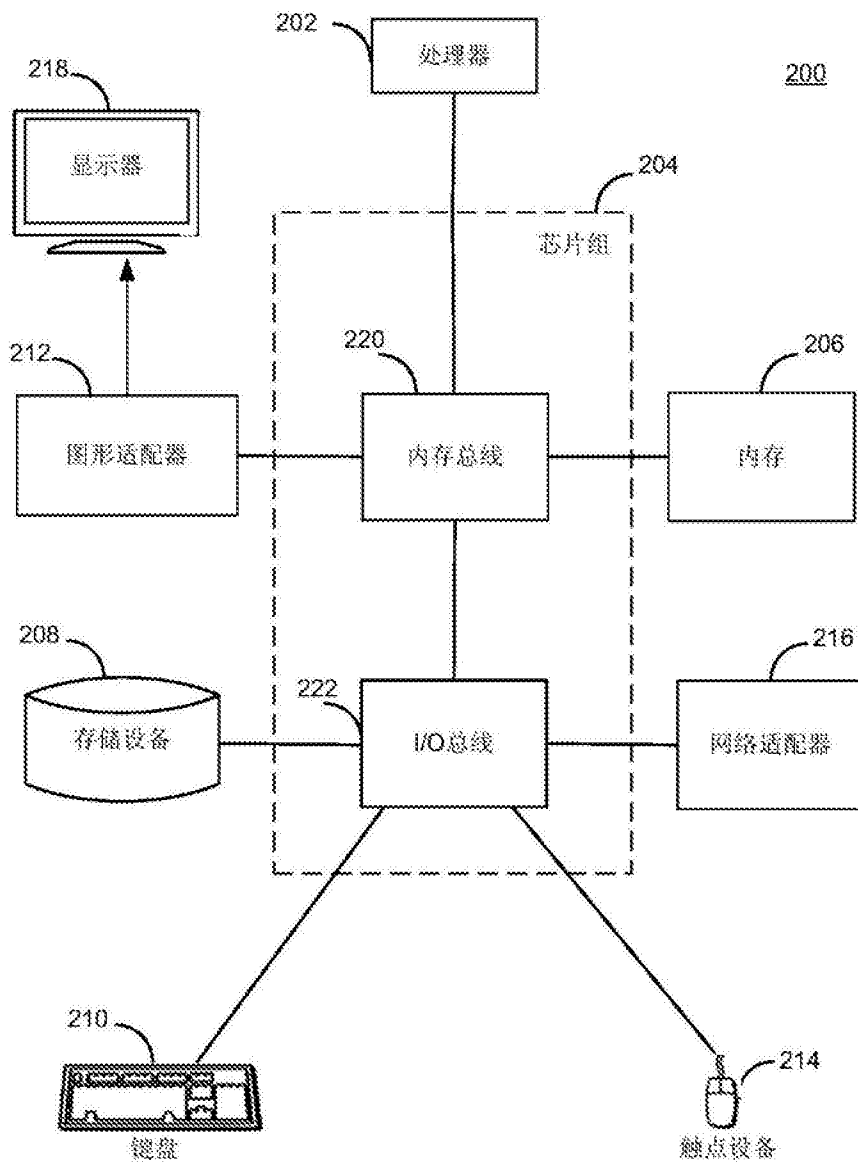 202
处理器
200
218
显示器
204
芯片组
212
220
206
图形适配器
内存总线
内存
208
222
216
存储设备
I/O总线
网络适配器
210
214
键盘
触点设备